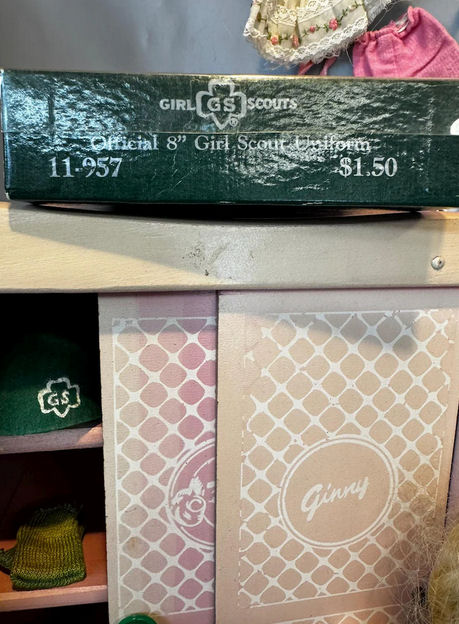 GIRL GS SCOUTS
Official 8” Girl Scout Uniform
11-957 $1.50
GS
Ginny